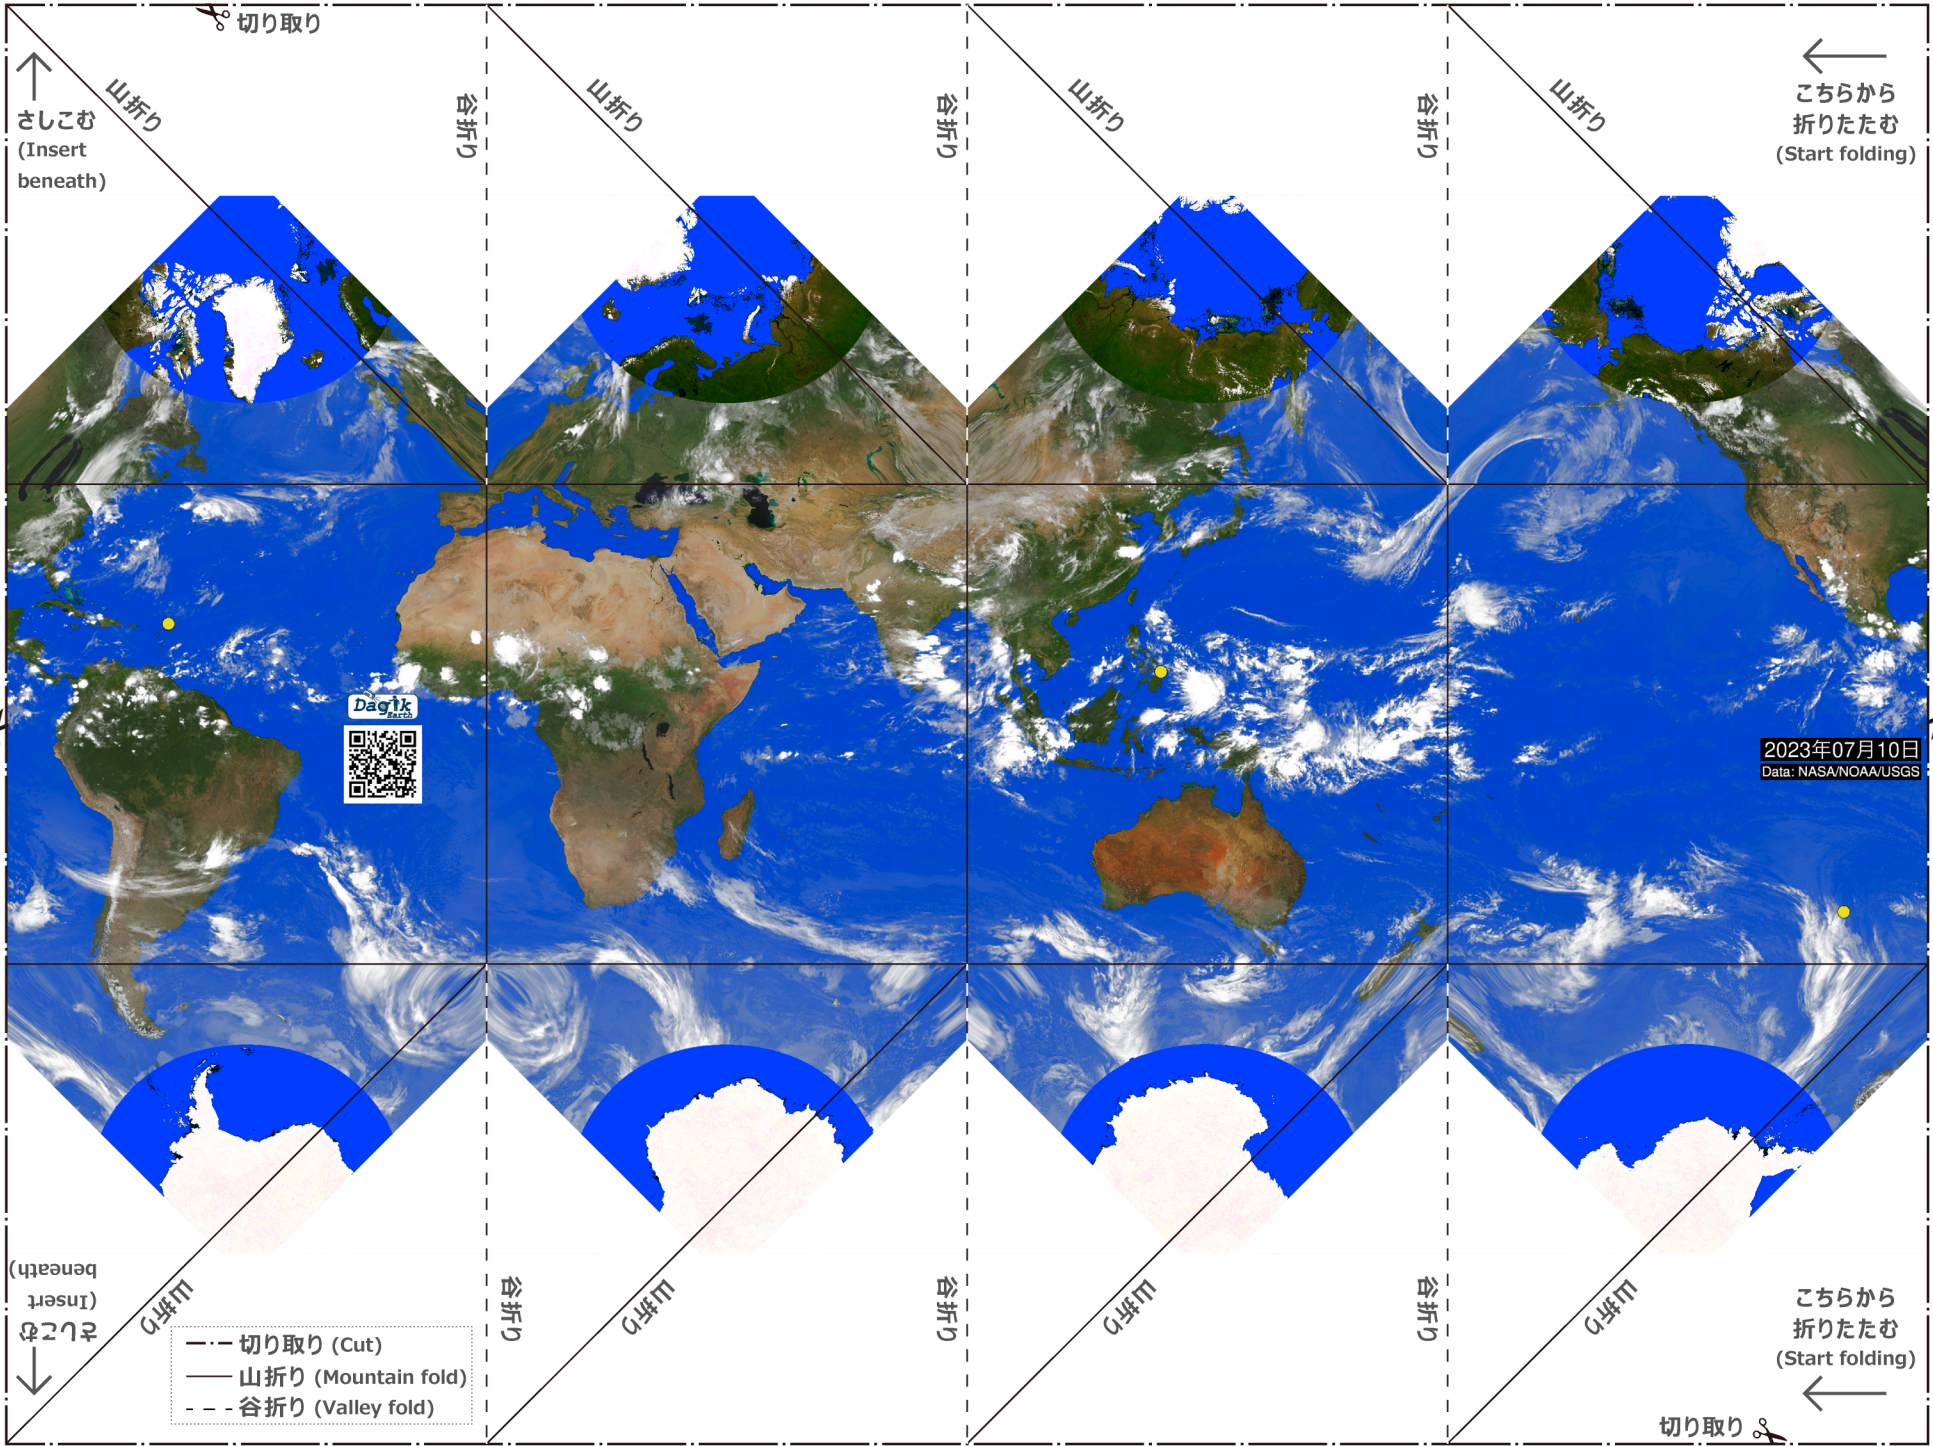 切り取り
さしこむ
(Insert
beneath)
山折り
谷折り
山折り
谷折り
山折り
谷折り
山折り
こちらから
折りたたむ
(Start folding)
Dagik
Earth
2023年07月10日
Data: NASA/NOAA/USGS
さしこむ
(Insert
beneath)
山折り
谷折り
山折り
谷折り
山折り
谷折り
山折り
こちらから
折りたたむ
(Start folding)
切り取り (Cut)
山折り (Mountain fold)
谷折り (Valley fold)
切り取り